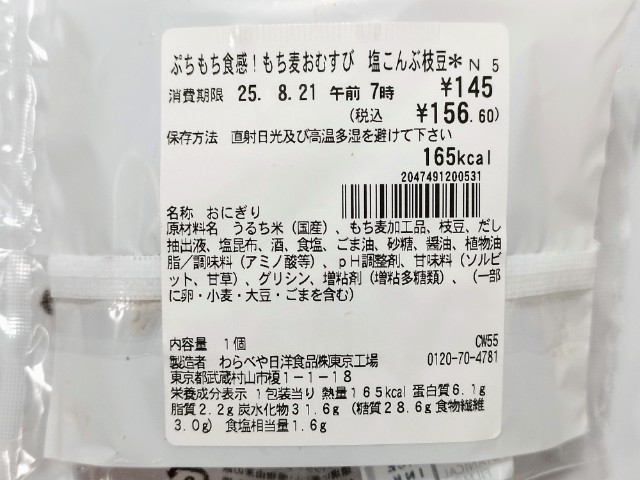 ぷちもち食感!もち麦おむすび 塩こんぶ枝豆* N 5
消費期限 25. 8.21 午前 7時 ¥145
(税込 ¥156.60)
保存方法 直射日光及び高温多湿を避けて下さい
165kcal
2047491200531
名称 おにぎり
原材料名 うるち米(国産)、もち麦加工品、枝豆、だし
抽出液、塩昆布、酒、食塩、ごま油、砂糖、醤油、植物油
脂/調味料(アミノ酸等)、pH調整剤、甘味料(ソルビ
ット、甘草)、グリシン、増粘剤(増粘多糖類)、(一部
に卵・小麦・大豆・ごまを含む)
内容量 1個 CW55
製造者 わらべや日洋食品(株)東京工場 0120-70-4781
東京都武蔵村山市榎1-1-18
栄養成分表示 1包装当り 熱量165kcal 蛋白質6.1g
脂質2.2g 炭水化物31.6g (糖質28.6g 食物繊維
3.0g) 食塩相当量1.6g